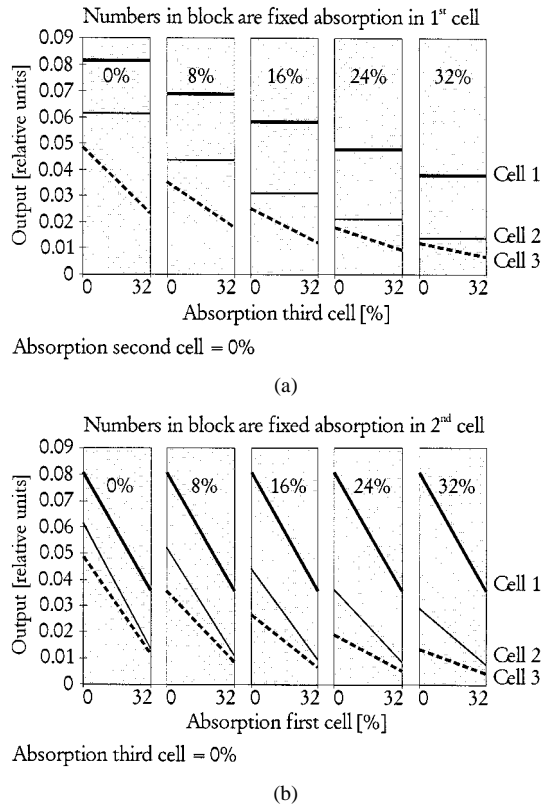 Numbers in block are fixed absorption in 1st cell
Output [relative units]
0.09
0.08
0.07
0.06
0.05
0.04
0.03
0.02
0.01
0
0% 8% 16% 24% 32%
Cell 1
Cell 2
Cell 3
0 32 0 32 0 32 0 32 0 32
Absorption third cell [%]
Absorption second cell = 0%
(a)
Numbers in block are fixed absorption in 2nd cell
Output [relative units]
0.09
0.08
0.07
0.06
0.05
0.04
0.03
0.02
0.01
0
0% 8% 16% 24% 32%
Cell 1
Cell 2
Cell 3
0 32 0 32 0 32 0 32 0 32
Absorption first cell [%]
Absorption third cell = 0%
(b)